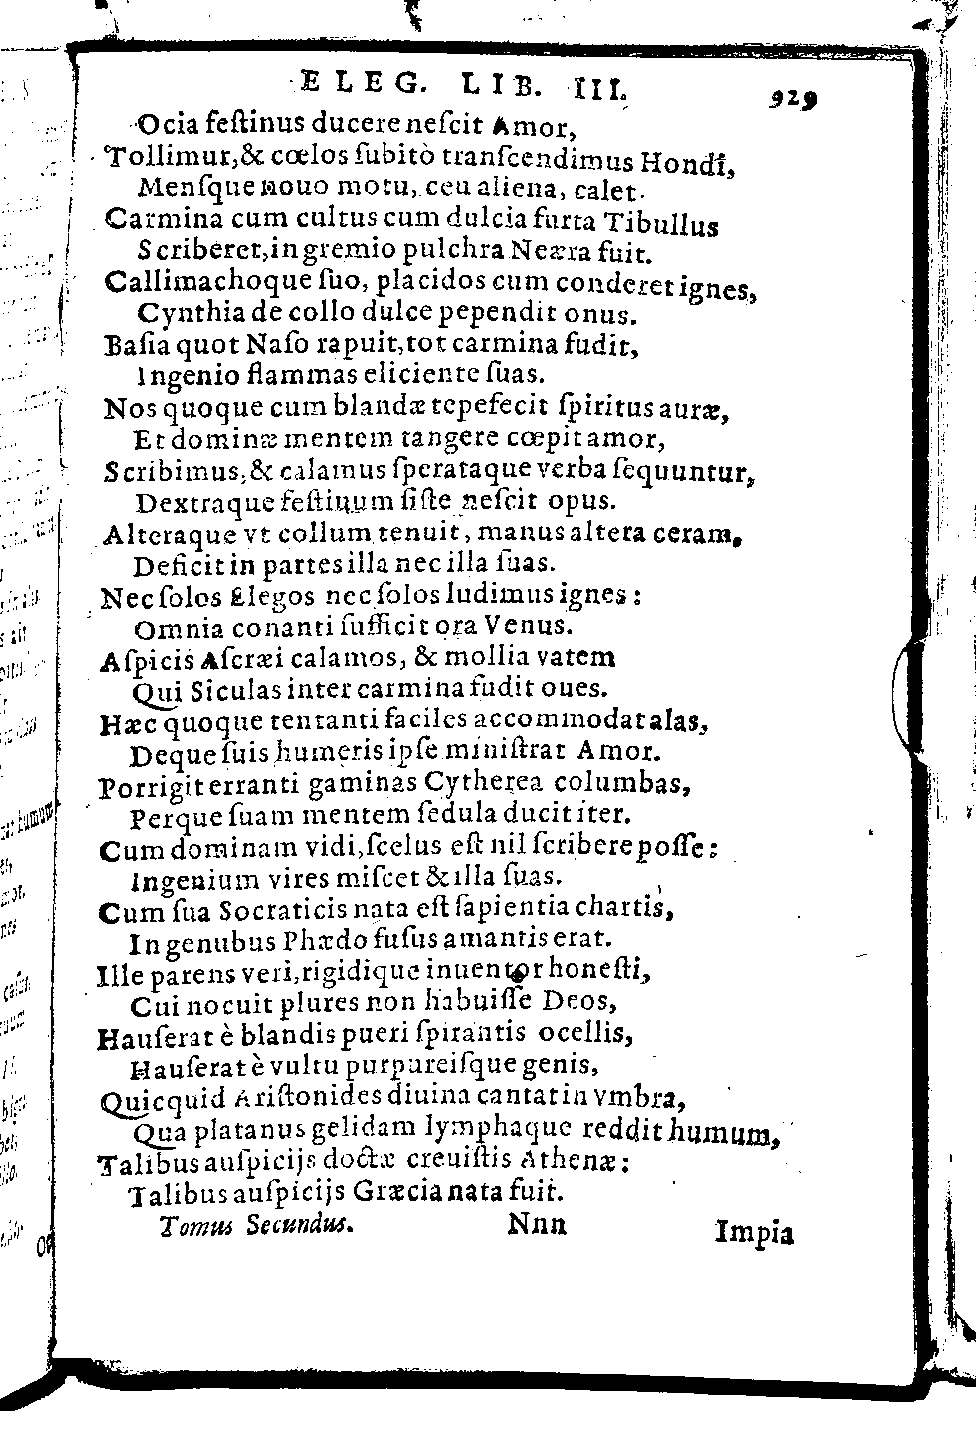 ELEG. LIB. III. 929
Ocia feſtinus ducere neſcit Amor,
Tollimur, & cœlos ſubitò tranſcendimus Hondî,
Menſque nouo motu, ceu aliena, calet.
Carmina cum cultus cum dulcia furta Tibullus
Scriberet, in gremio pulchra Neæra fuit.
Callimachoque ſuo, placidos cum conderet ignes,
Cynthia de collo dulce pependit onus.
Baſia quot Naſo rapuit, tot carmina fudit,
Ingenio flammas eliciente ſuas.
Nos quoque cum blandæ tepefecit ſpiritus auræ,
Et dominæ mentem tangere cœpit amor,
Scribimus, & calamus ſperataque verba ſequuntur,
Dextraque feſtiuum ſiſte neſcit opus.
Alteraque vt collum tenuit, manus altera ceram,
Deficit in partes illa nec illa ſuas.
Nec ſolos Elegos nec ſolos ludimus ignes:
Omnia conanti ſufficit ora Venus.
Aſpicis Aſcræi calamos, & mollia vatem
Qui Siculas inter carmina fudit oues.
Hæc quoque tentanti faciles accommodat alas,
Deque ſuis humeris ipſe miniſtrat Amor.
Porrigit erranti gaminas Cytherea columbas,
Perque ſuam mentem ſedula ducit iter.
Cum dominam vidi, ſcelus eſt nil ſcribere poſſe:
Ingenium vires miſcet & illa ſuas.
Cum ſua Socraticis nata eſt ſapientia chartis,
In genubus Phædo fuſus amantis erat.
Ille parens veri, rigidique inuentor honeſti,
Cui nocuit plures non habuiſſe Deos,
Hauſerat è blandis pueri ſpirantis ocellis,
Hauſerat è vultu purpureiſque genis,
Quicquid Ariſtonides diuina cantat in vmbra,
Qua platanus gelidam lymphaque reddit humum,
Talibus auſpicijs doctæ creuiſtis Athenæ:
Talibus auſpicijs Græcia nata fuit.
Tomus Secundus. Nnn Impia